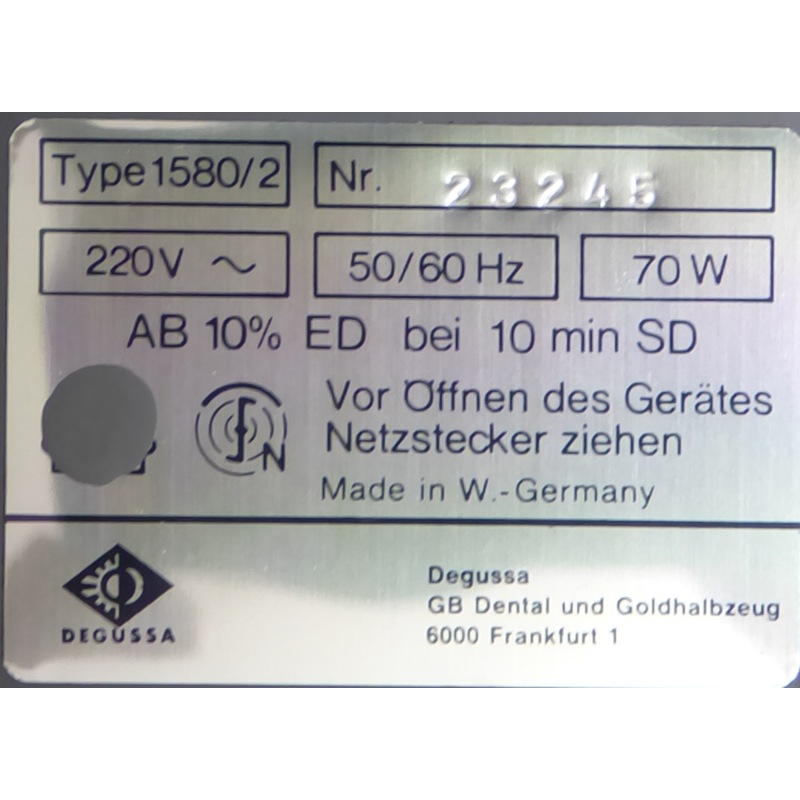 Type 1580/2
Nr. 23245
220V ~
50/60 Hz
70 W
AB 10% ED bei 10 min SD
Vor Öffnen des Gerätes
Netzstecker ziehen
N
Made in W.-Germany
DEGUSSA
Degussa
GB Dental und Goldhalbzeug
6000 Frankfurt 1